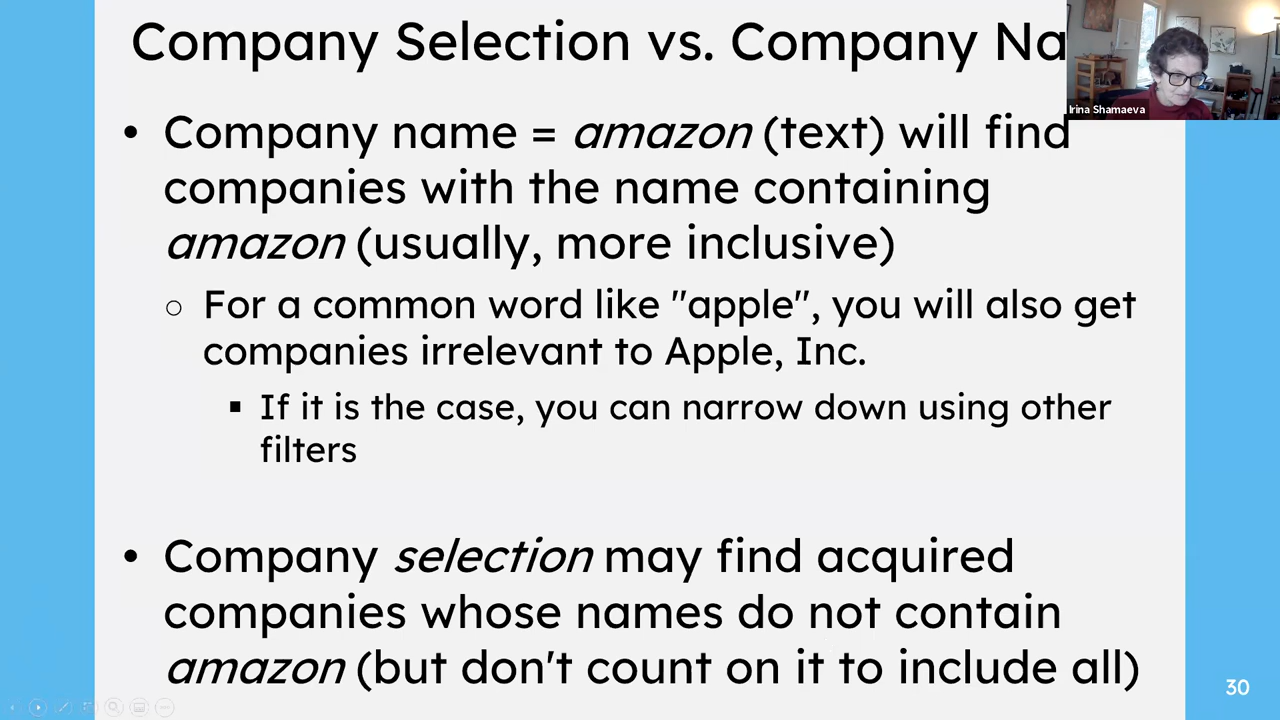 Company Selection vs. Company Na
Irina Shamaeva
• Company name = amazon (text) will find
companies with the name containing
amazon (usually, more inclusive)
○ For a common word like "apple", you will also get
companies irrelevant to Apple, Inc.
▪ If it is the case, you can narrow down using other
filters
• Company selection may find acquired
companies whose names do not contain
amazon (but don't count on it to include all)
30